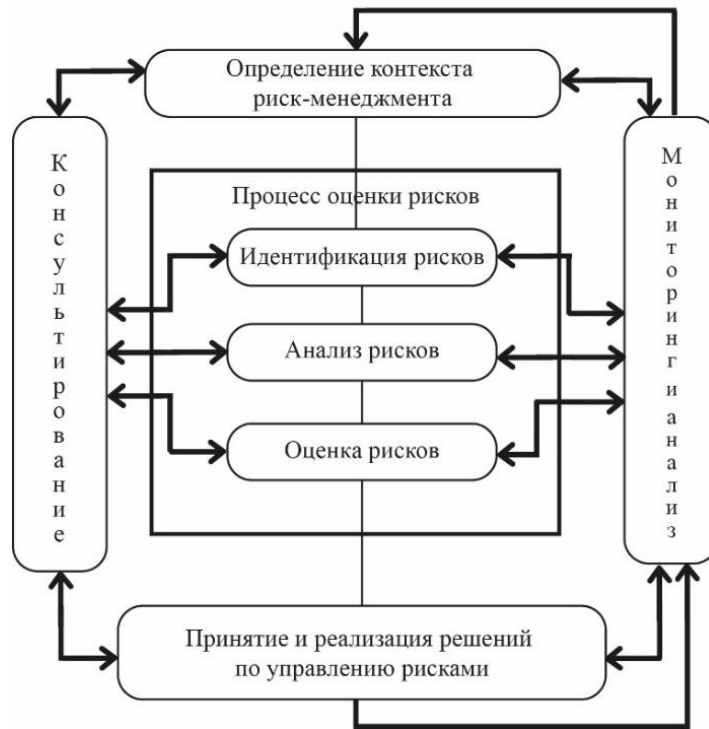 Определение контекста
риск-менеджмента
Консультирование
Мониторинг и анализ
Процесс оценки рисков
Идентификация рисков
Анализ рисков
Оценка рисков
Принятие и реализация решений
по управлению рисками